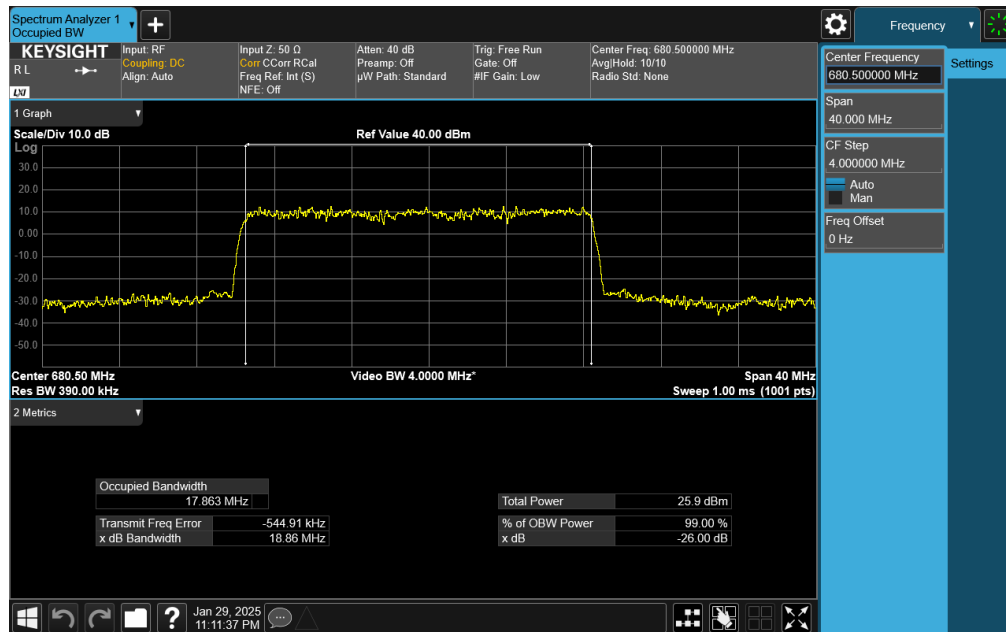 Spectrum Analyzer 1
Occupied BW
Frequency
KEYSIGHT
R L
LXI
Input: RF
Coupling: DC
Align: Auto
Input Z: 50 Ω
Corr CCorr RCal
Freq Ref: Int (S)
NFE: Off
Atten: 40 dB
Preamp: Off
µW Path: Standard
Trig: Free Run
Gate: Off
#IF Gain: Low
Center Freq: 680.500000 MHz
Avg|Hold: 10/10
Radio Std: None
Center Frequency
680.500000 MHz
Settings
Span
40.000 MHz
CF Step
4.000000 MHz
Auto
Man
Freq Offset
0 Hz
1 Graph
Scale/Div 10.0 dB
Ref Value 40.00 dBm
Log
30.0
20.0
10.0
0.00
-10.0
-20.0
-30.0
-40.0
-50.0
Center 680.50 MHz
Video BW 4.0000 MHz*
Span 40 MHz
Res BW 390.00 kHz
Sweep 1.00 ms (1001 pts)
2 Metrics
Occupied Bandwidth
17.863 MHz
Total Power 25.9 dBm
Transmit Freq Error -544.91 kHz
% of OBW Power 99.00 %
x dB Bandwidth 18.86 MHz
x dB -26.00 dB
?
Jan 29, 2025
11:11:37 PM